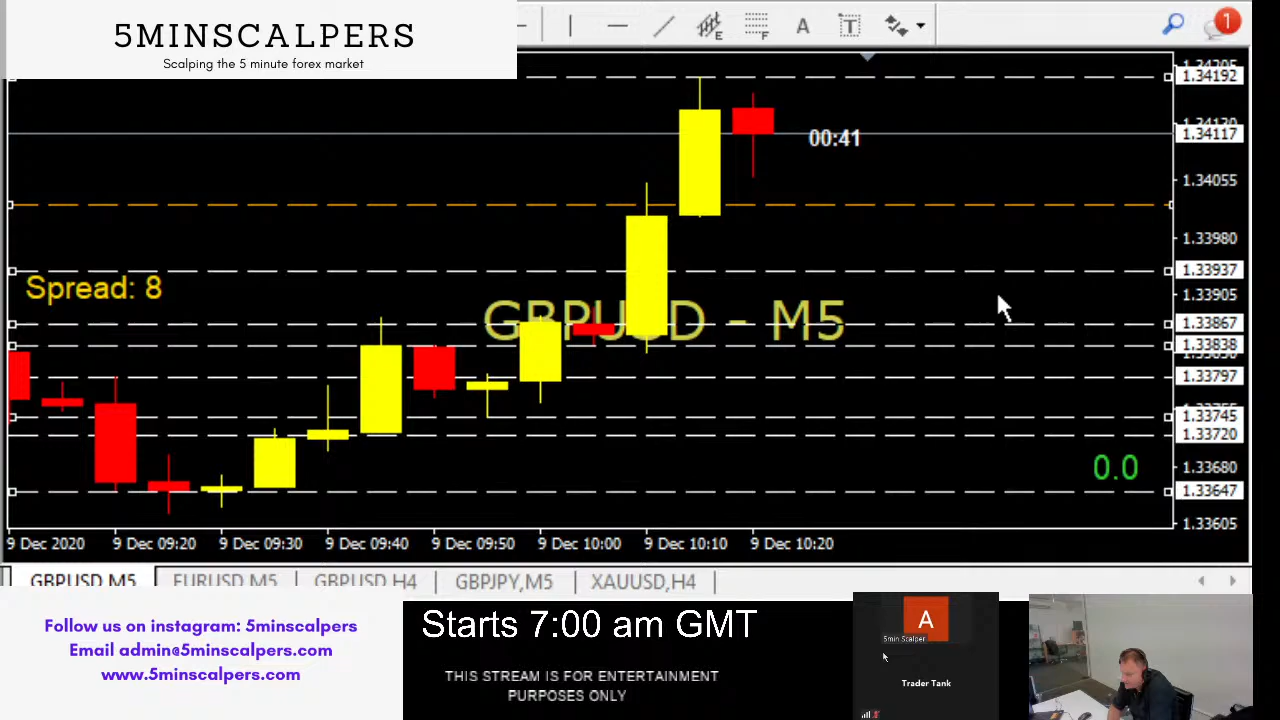 5MINSCALPERS
Scalping the 5 minute forex market
E
F
A
T
1
1.34192
00:41
1.34117
1.34055
1.33980
1.33937
Spread: 8
1.33905
GBPUSD - M5
1.33867
1.33838
1.33797
1.33745
1.33720
0.0
1.33680
1.33647
1.33605
9 Dec 2020 9 Dec 09:20 9 Dec 09:30 9 Dec 09:40 9 Dec 09:50 9 Dec 10:00 9 Dec 10:10 9 Dec 10:20
GBPUSD M5 EURUSD M5 GBPUSD H4 GBPJPY,M5 XAUUSD,H4
Follow us on instagram: 5minscalpers
Email admin@5minscalpers.com
www.5minscalpers.com
Starts 7:00 am GMT
THIS STREAM IS FOR ENTERTAINMENT
PURPOSES ONLY
A
5min Scalper
Trader Tank